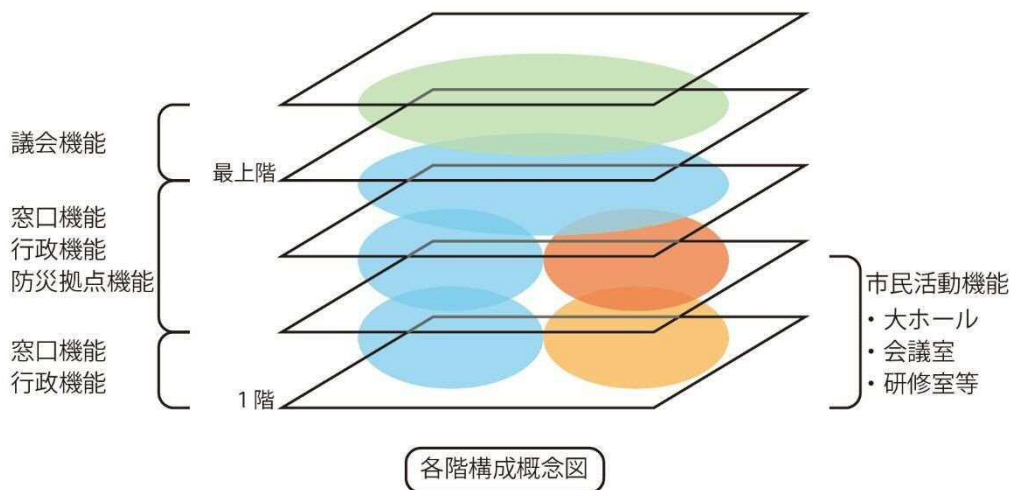 議会機能
最上階
窓口機能
行政機能
防災拠点機能
窓口機能
行政機能
1階
市民活動機能
・大ホール
・会議室
・研修室等
各階構成概念図